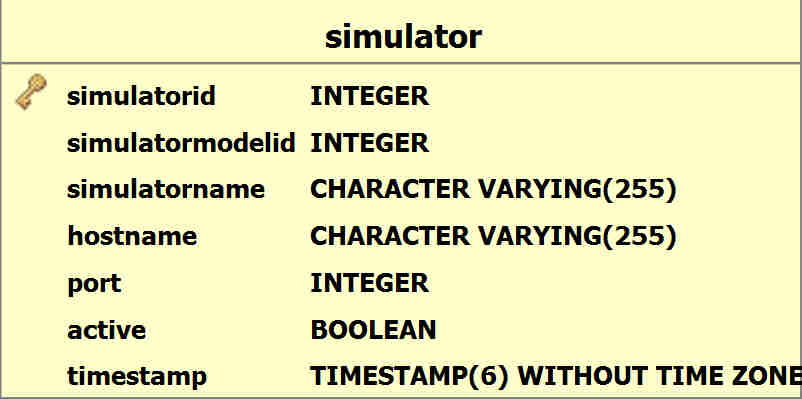 simulator
simulatorid INTEGER
simulatormodelid INTEGER
simulatorname CHARACTER VARYING(255)
hostname CHARACTER VARYING(255)
port INTEGER
active BOOLEAN
timestamp TIMESTAMP(6) WITHOUT TIME ZONE